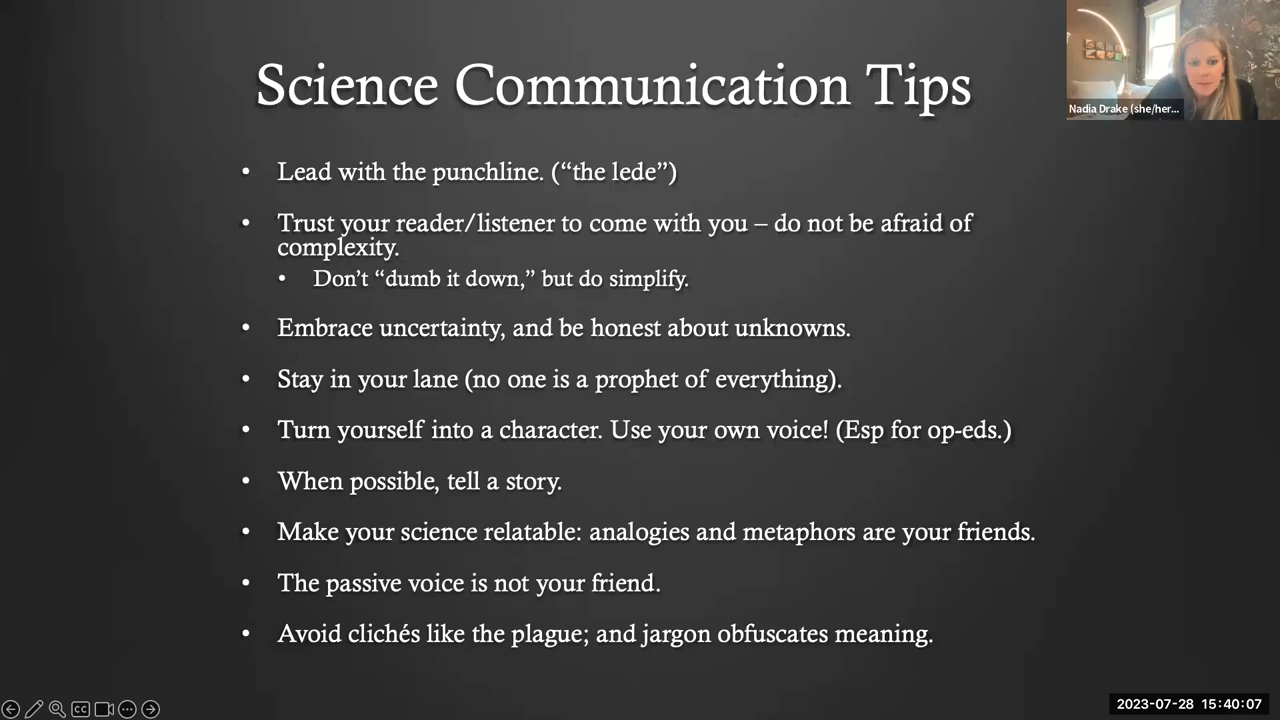 Science Communication Tips
Nadia Drake (she/her...
• Lead with the punchline. (“the lede”)
• Trust your reader/listener to come with you – do not be afraid of
complexity.
• Don’t “dumb it down,” but do simplify.
• Embrace uncertainty, and be honest about unknowns.
• Stay in your lane (no one is a prophet of everything).
• Turn yourself into a character. Use your own voice! (Esp for op-eds.)
• When possible, tell a story.
• Make your science relatable: analogies and metaphors are your friends.
• The passive voice is not your friend.
• Avoid clichés like the plague; and jargon obfuscates meaning.
CC
2023-07-28 15:40:07